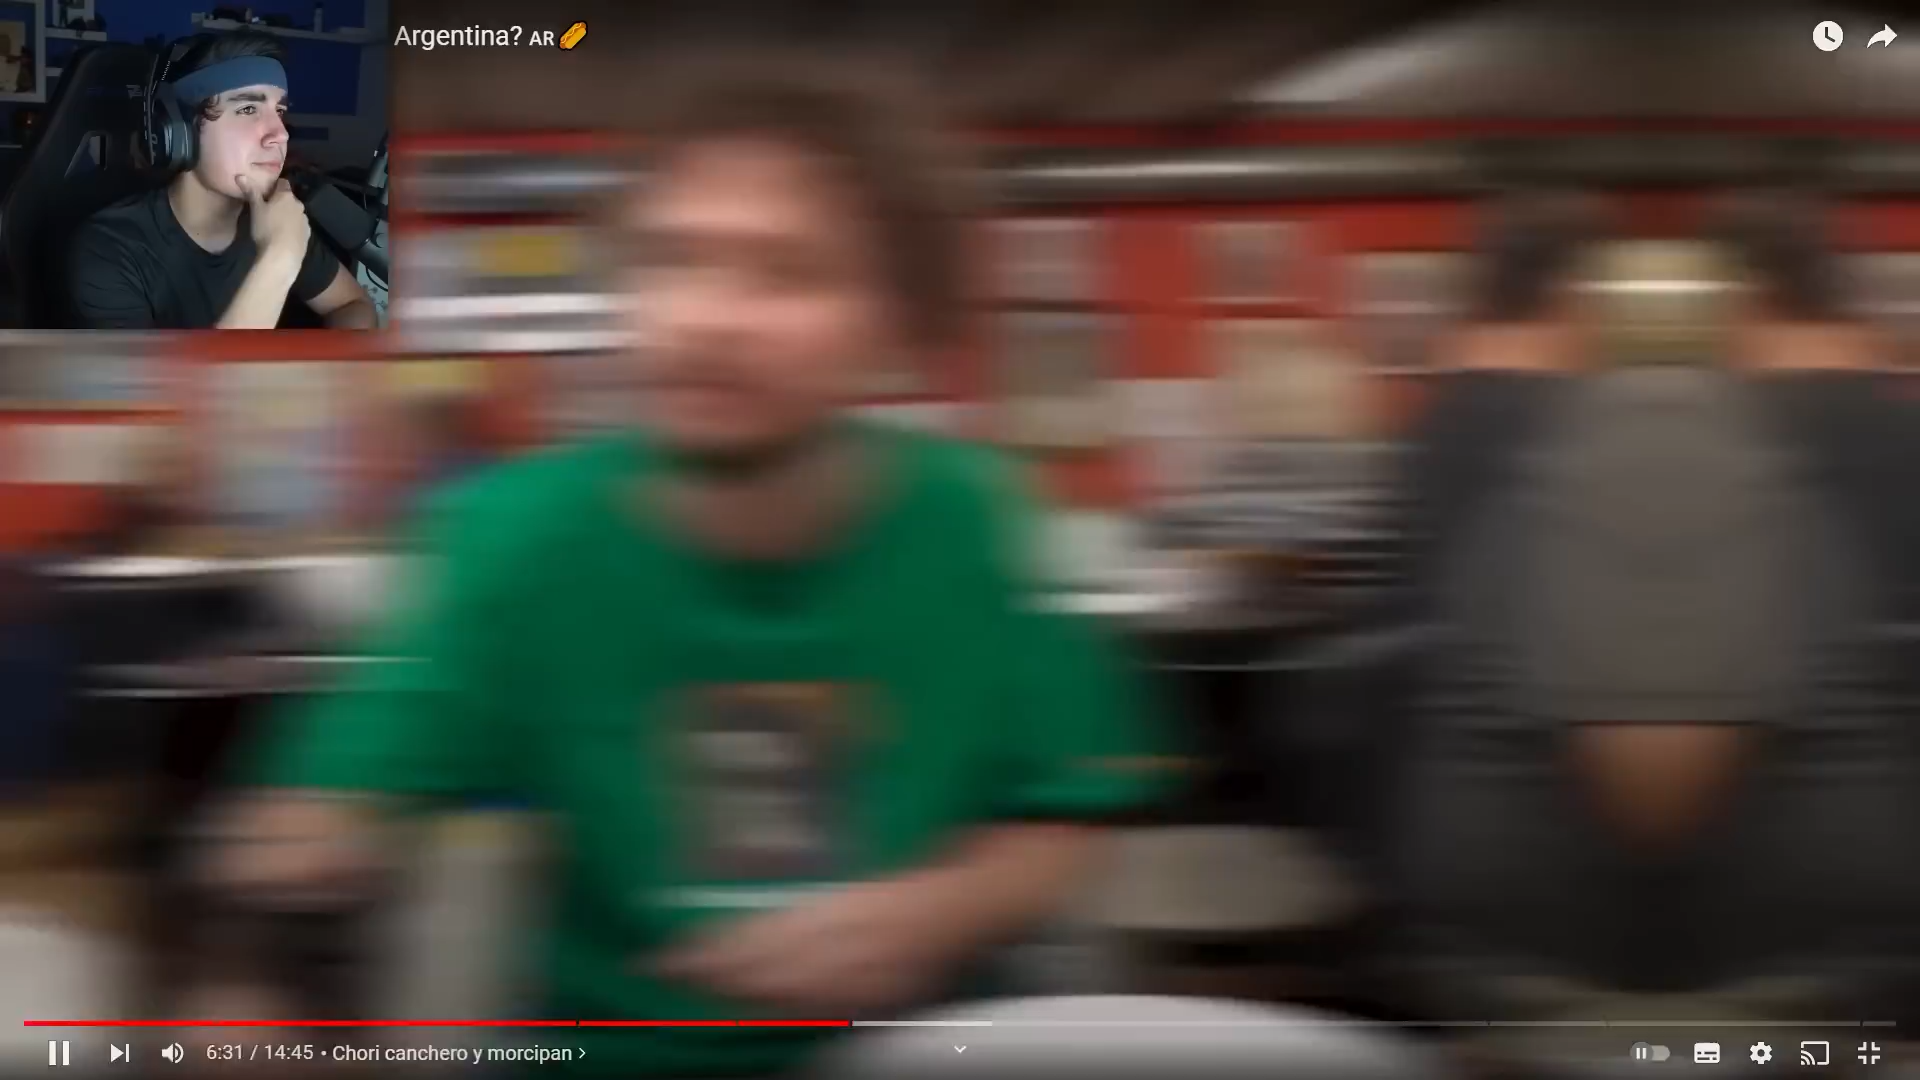 Argentina? AR
6:31 / 14:45 • Chori canchero y morcipan >